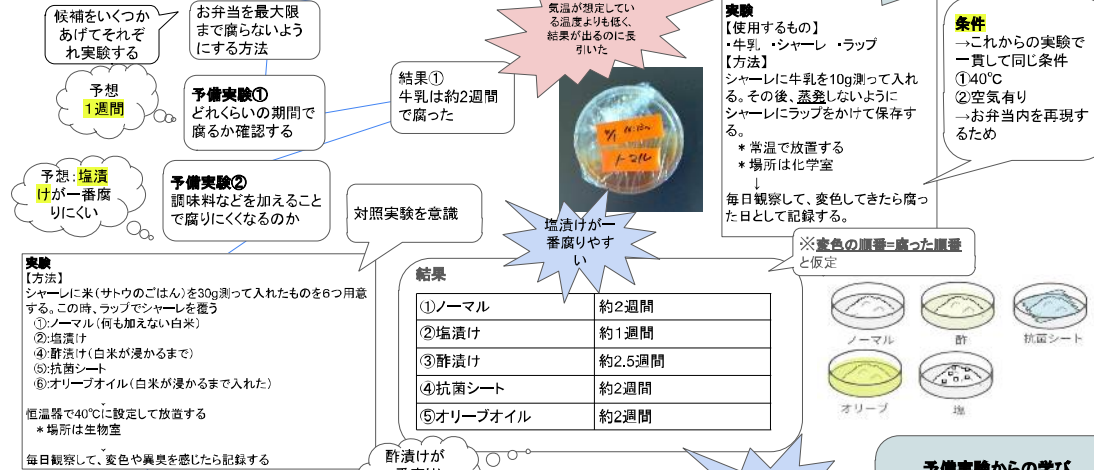 候補をいくつか
あげてそれぞ
れ実験する
お弁当を最大限
まで腐らないよう
にする方法
気温が想定してい
る温度よりも低く、
結果が出るのに長
引いた
予想
1週間
予備実験①
どれくらいの期間で
腐るか確認する
結果①
牛乳は約2週間
で腐った
実験
【使用するもの】
・牛乳 ・シャーレ ・ラップ
【方法】
シャーレに牛乳を10g測って入れ
る。その後、蒸発しないように
シャーレにラップをかけて保存す
る。
*常温で放置する
*場所は化学室
↓
毎日観察して、変色してきたら腐っ
た日として記録する。
条件
→これからの実験で
一貫して同じ条件
①40℃
②空気有り
→お弁当内を再現す
るため
予想:塩漬
けが一番腐
りにくい
予備実験②
調味料などを加えること
で腐りにくくなるのか
対照実験を意識
塩漬けが一
番腐りやす
い
※変色の順番=腐った順番
と仮定
実験
【方法】
シャーレに米(サトウのごはん)を30g測って入れたものを6つ用意
する。この時、ラップでシャーレを覆う
①:ノーマル(何も加えない白米)
②:塩漬け
④:酢漬け(白米が浸かるまで)
⑤:抗菌シート
⑥:オリーブオイル(白米が浸かるまで入れた)
恒温器で40℃に設定して放置する
*場所は生物室
毎日観察して、変色や異臭を感じたら記録する
結果
①ノーマル 約2週間
②塩漬け 約1週間
③酢漬け 約2.5週間
④抗菌シート 約2週間
⑤オリーブオイル 約2週間
ノーマル 酢 抗菌シート
オリーブ 塩
酢漬けが
予備実験からの学び